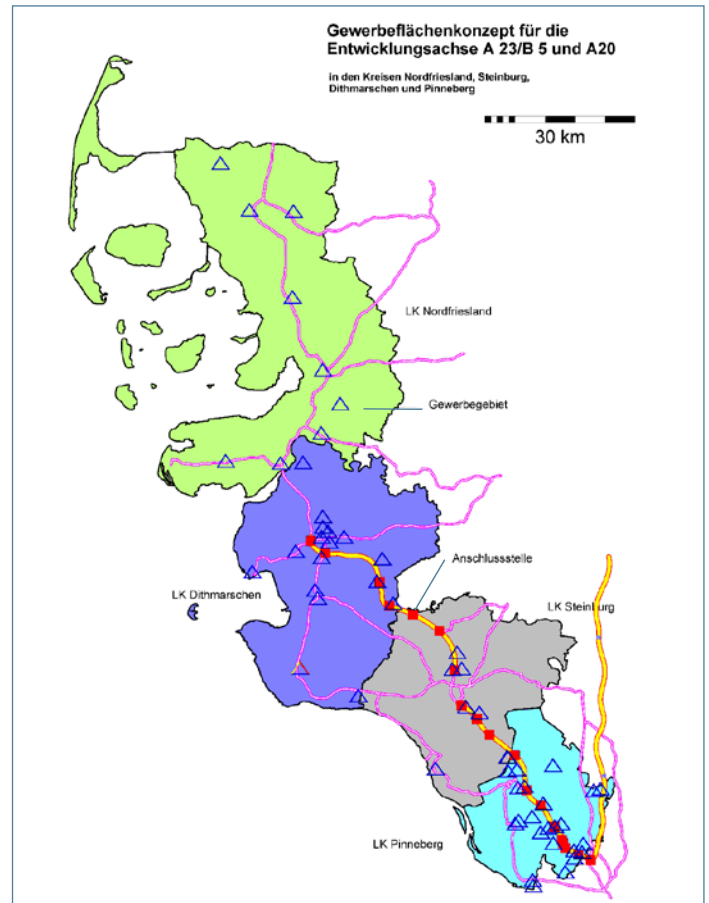 Gewerbeflächenkonzept für die
Entwicklungsachse A 23/B 5 und A20
in den Kreisen Nordfriesland, Steinburg,
Dithmarschen und Pinneberg
30 km
LK Nordfriesland
Gewerbegebiet
Anschlussstelle
LK Dithmarschen
LK Steinburg
LK Pinneberg